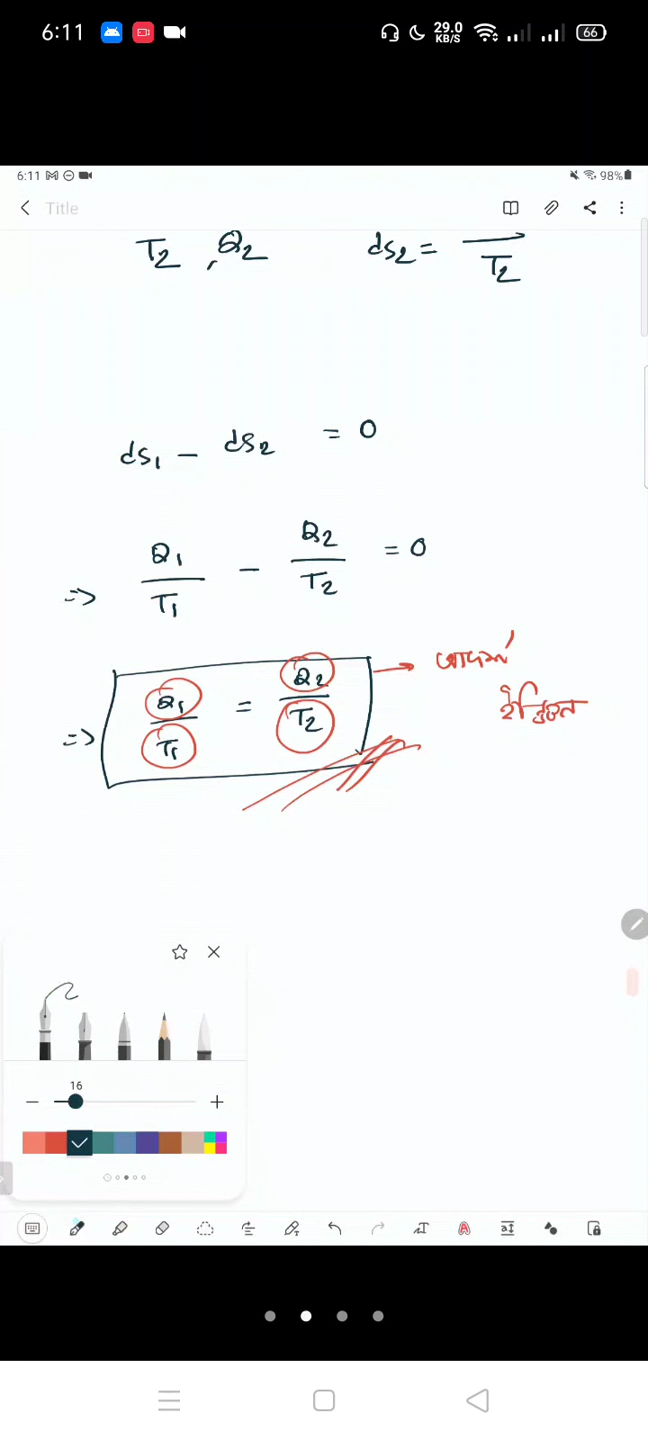 6:11 29.0 KB/S 66
6:11 98%
Title
T₂ , Q₂ ds₂ = — T₂
ds₁ − ds₂ = 0
=> Q₁/T₁ − Q₂/T₂ = 0
=> Q₁/T₁ = Q₂/T₂ → আদর্শ
ইঞ্জিন
16